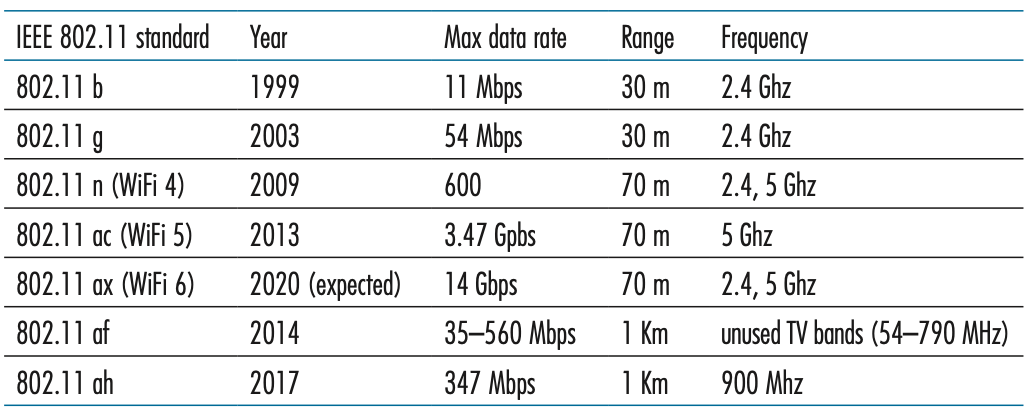 IEEE 802.11 standard Year Max data rate Range Frequency
802.11 b 1999 11 Mbps 30 m 2.4 Ghz
802.11 g 2003 54 Mbps 30 m 2.4 Ghz
802.11 n (WiFi 4) 2009 600 70 m 2.4, 5 Ghz
802.11 ac (WiFi 5) 2013 3.47 Gpbs 70 m 5 Ghz
802.11 ax (WiFi 6) 2020 (expected) 14 Gbps 70 m 2.4, 5 Ghz
802.11 af 2014 35–560 Mbps 1 Km unused TV bands (54–790 MHz)
802.11 ah 2017 347 Mbps 1 Km 900 Mhz